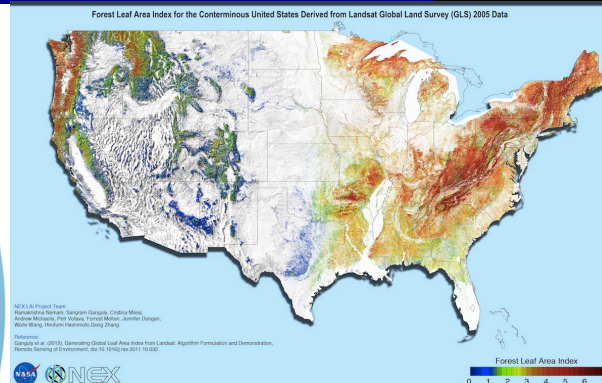 Forest Leaf Area Index for the Conterminous United States Derived from Landsat Global Land Survey (GLS) 2005 Data
NEX LAI Project Team
Ramakrishna Nemani, Sangram Ganguly, Cristina Milesi,
Andrew Michaelis, Petr Votava, Forrest Melton, Jennifer Dungan,
Weile Wang, Hirofumi Hashimoto, Gong Zhang
Reference:
Ganguly et al. (2012), Generating Global Leaf Area Index from Landsat: Algorithm Formulation and Demonstration,
Remote Sensing of Environment, doi:10.1016/j.rse.2011.10.032.
NASA
NEX
Forest Leaf Area Index
0 1 2 3 4 5 6